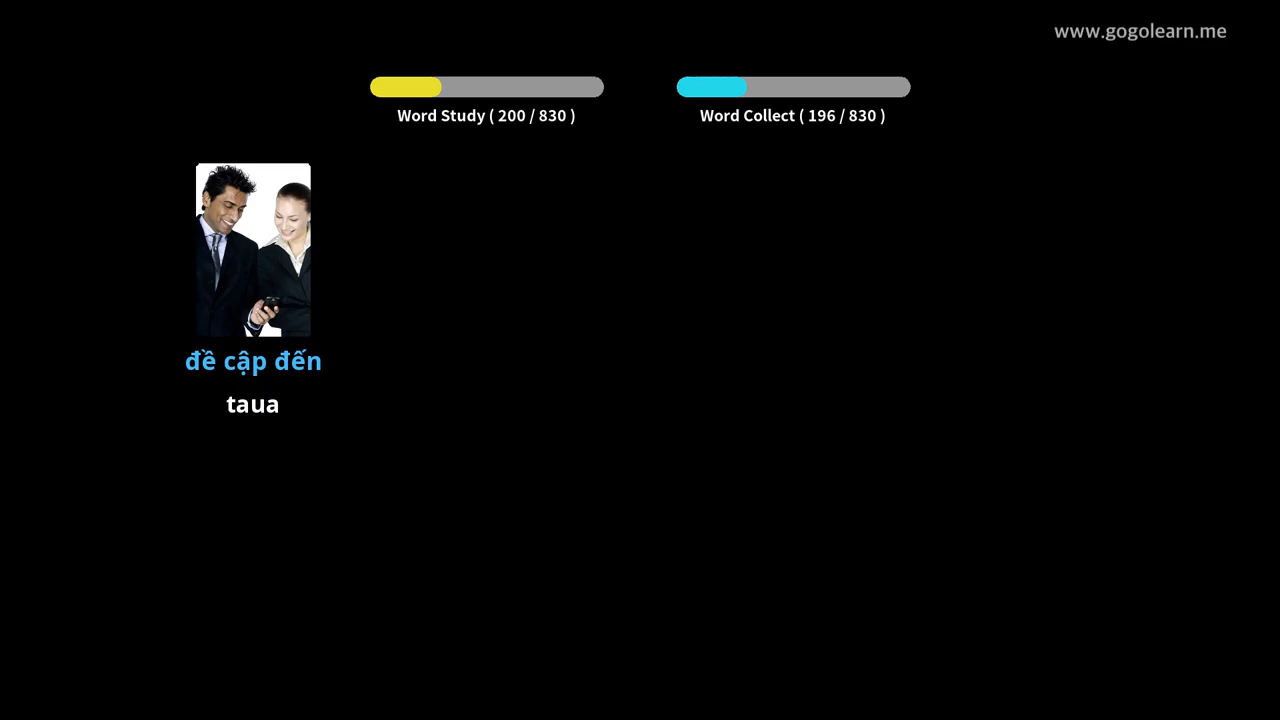 www.gogolearn.me
Word Study ( 200 / 830 )
Word Collect ( 196 / 830 )
đề cập đến
taua